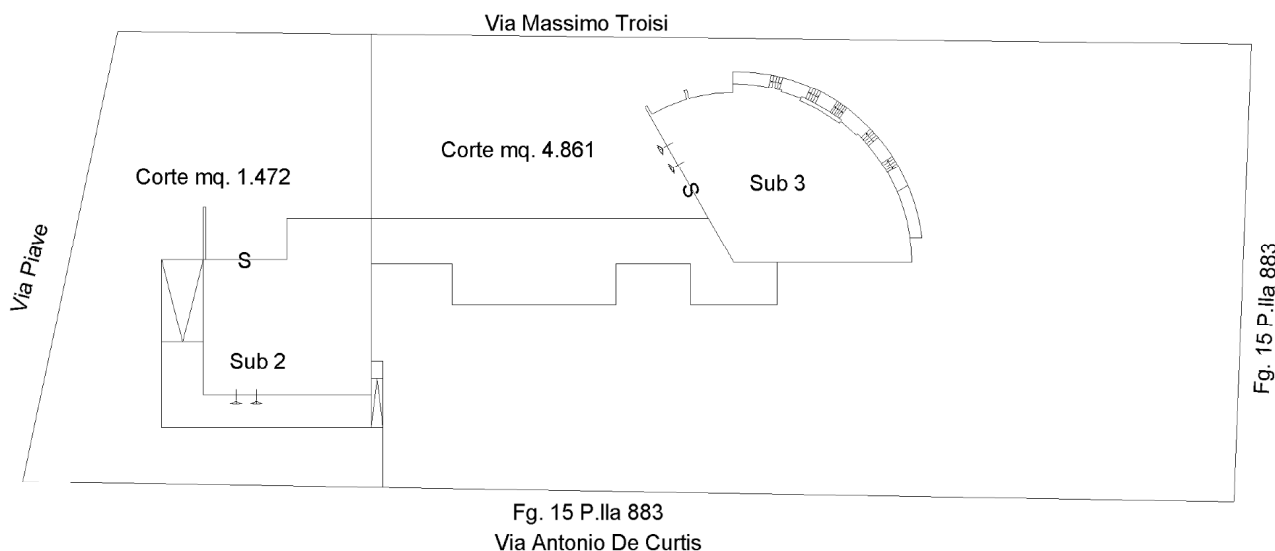 Via Massimo Troisi
Corte mq. 4.861
Corte mq. 1.472
Sub 3
S
S
Via Piave
Sub 2
Fg. 15 P.lla 883
Fg. 15 P.lla 883
Via Antonio De Curtis